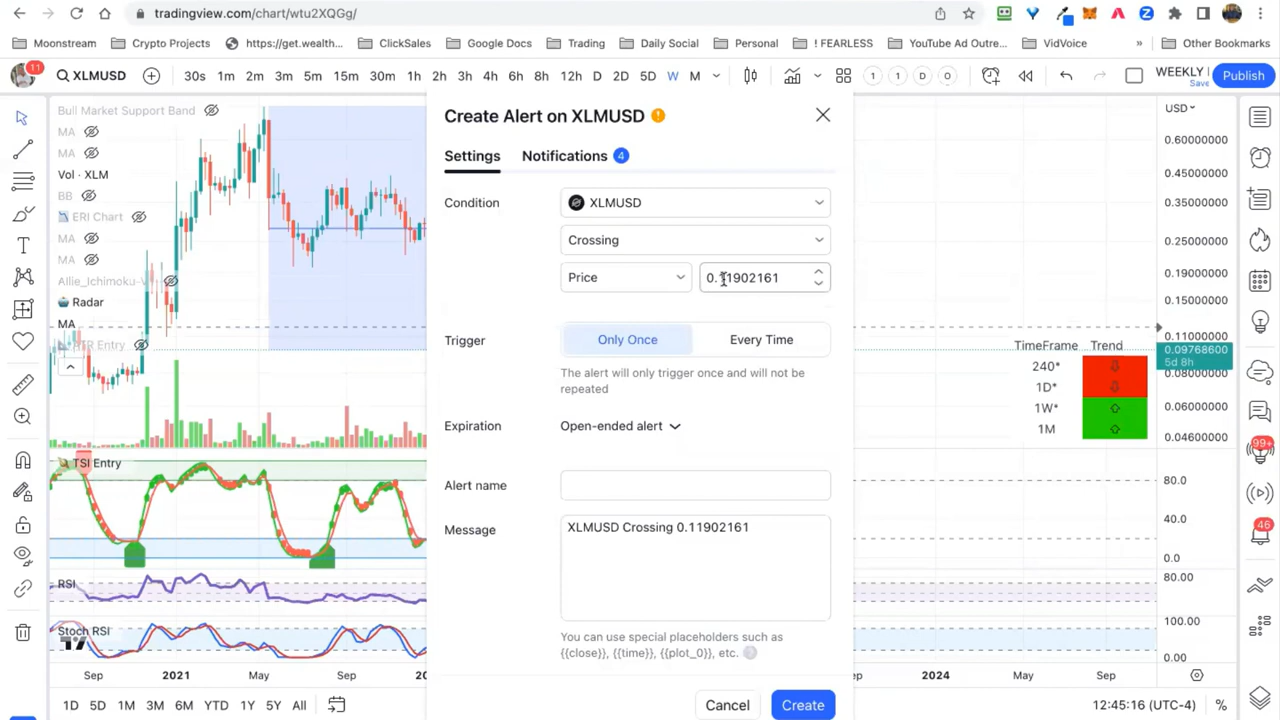 tradingview.com/chart/wtu2XQGg/
Moonstream Crypto Projects https://get.wealth... ClickSales Google Docs Trading Daily Social Personal ! FEARLESS YouTube Ad Outre... VidVoice » Other Bookmarks
11 XLMUSD 30s 1m 2m 3m 5m 15m 30m 1h 2h 3h 4h 6h 8h 12h D 2D 5D W M 1 1 D O WEEKLY Save Publish
Bull Market Support Band
MA
MA
Vol · XLM
BB
ERI Chart
MA
MA
Radar
MA
Create Alert on XLMUSD
Settings Notifications 4
Condition XLMUSD
Crossing
Price 0.11902161
Trigger Only Once Every Time
The alert will only trigger once and will not be
repeated
Expiration Open-ended alert
Alert name
Message XLMUSD Crossing 0.11902161
You can use special placeholders such as
{{close}}, {{time}}, {{plot_0}}, etc.
Cancel Create
USD
0.60000000
0.45000000
0.35000000
0.25000000
0.19000000
0.15000000
0.11000000
0.09768600
5d 8h
0.08000000
0.06000000
0.04600000
TimeFrame Trend
240*
1D*
1W*
1M
TSI Entry
80.0
40.0
0.0
RSI
80.00
Stoch RSI
100.00
0.00
Sep 2021 May Sep 2024 May Sep
1D 5D 1M 3M 6M YTD 1Y 5Y All 12:45:16 (UTC-4) %
99+
46